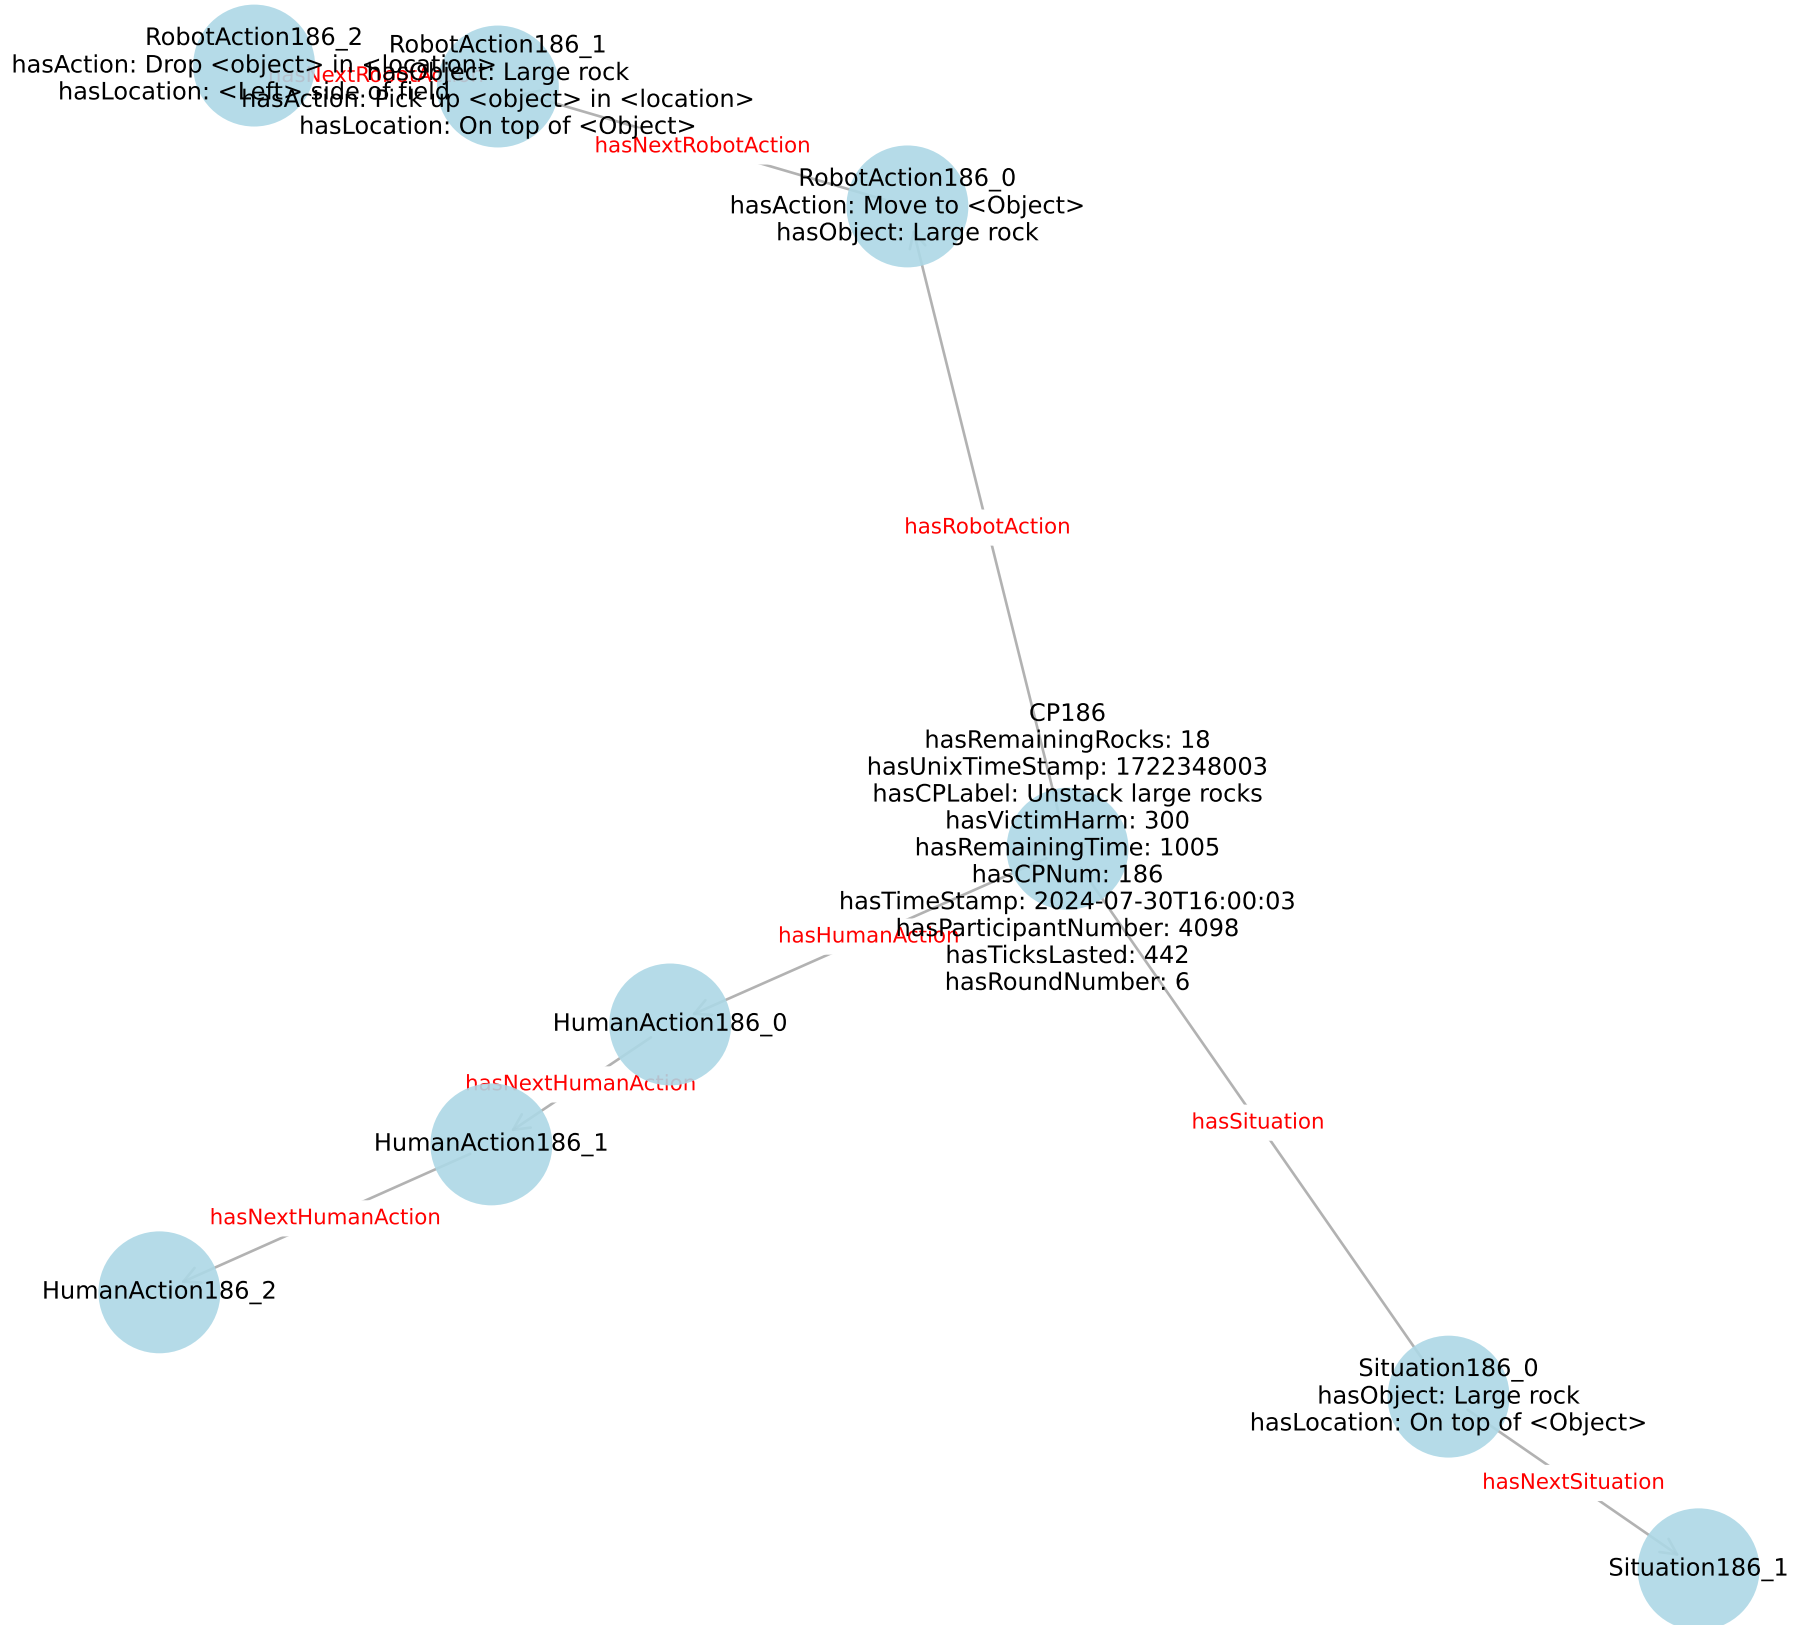 RobotAction186_2
hasAction: Drop <object> in <location>
hasLocation: <Left> side of field
RobotAction186_1
hasObject: Large rock
hasAction: Pick up <object> in <location>
hasLocation: On top of <Object>
hasNextRobotAction
RobotAction186_0
hasAction: Move to <Object>
hasObject: Large rock
hasRobotAction
CP186
hasRemainingRocks: 18
hasUnixTimeStamp: 1722348003
hasCPLabel: Unstack large rocks
hasVictimHarm: 300
hasRemainingTime: 1005
hasCPNum: 186
hasTimeStamp: 2024-07-30T16:00:03
hasParticipantNumber: 4098
hasTicksLasted: 442
hasRoundNumber: 6
hasHumanAction
HumanAction186_0
hasNextHumanAction
HumanAction186_1
hasNextHumanAction
HumanAction186_2
hasSituation
Situation186_0
hasObject: Large rock
hasLocation: On top of <Object>
hasNextSituation
Situation186_1